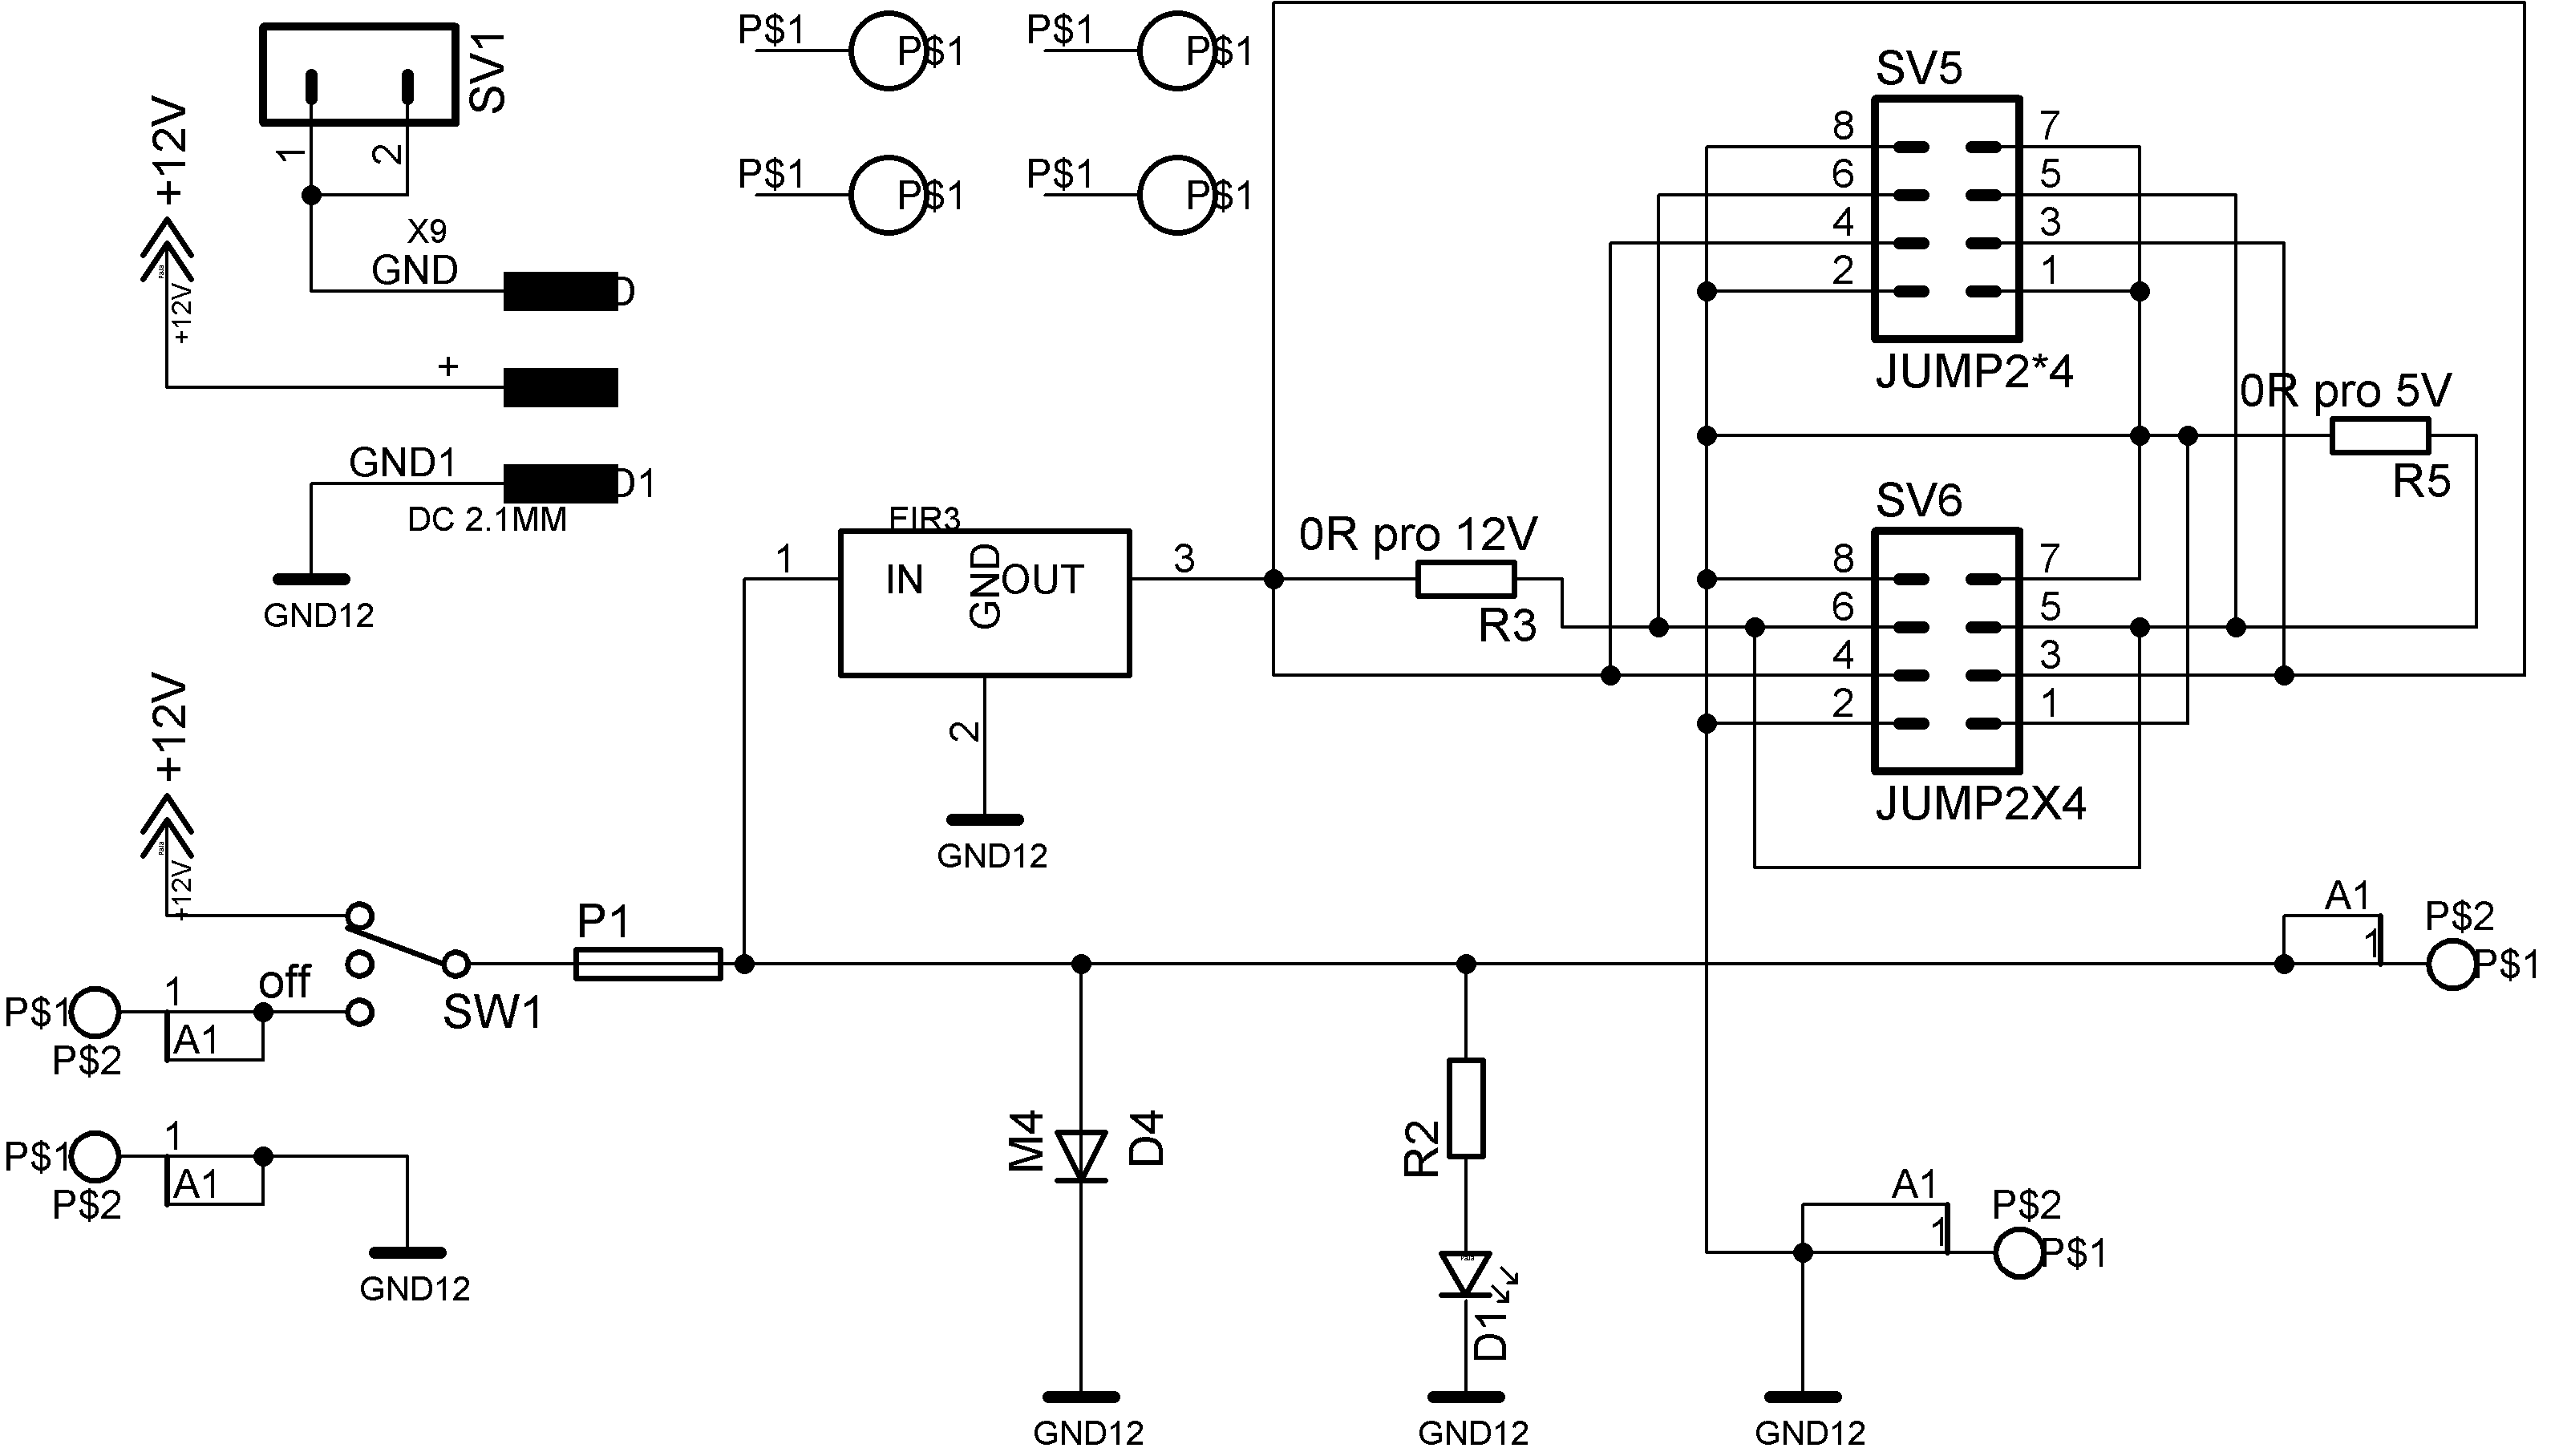 SV1
1
2
+12V
+12V
X9
GND
D
+
GND1
D1
DC 2.1MM
GND12
P$1
P$1
P$1
P$1
P$1
P$1
P$1
P$1
SV5
8
7
6
5
4
3
2
1
JUMP2*4
0R pro 5V
R5
FIR3
1
IN
GND
OUT
3
2
GND12
0R pro 12V
R3
SV6
8
7
6
5
4
3
2
1
JUMP2X4
+12V
+12V
P1
off
SW1
P$1
1
A1
P$2
P$1
1
A1
P$2
GND12
M4
D4
GND12
R2
D1
GND12
A1
1
P$2
P$1
A1
1
P$2
P$1
GND12